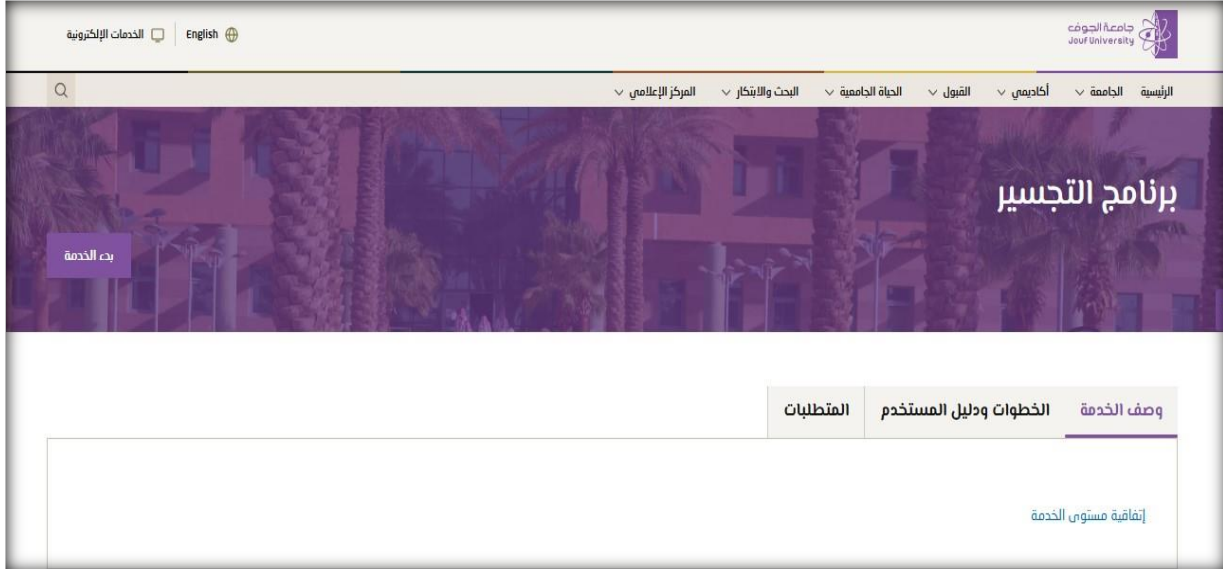 جامعة الجوف
Jouf University
English
الخدمات الإلكترونية
الرئيسية الجامعة أكاديمي القبول الحياة الجامعية البحث والابتكار المركز الإعلامي
برنامج التجسير
بدء الخدمة
وصف الخدمة الخطوات ودليل المستخدم المتطلبات
إتفاقية مستوى الخدمة